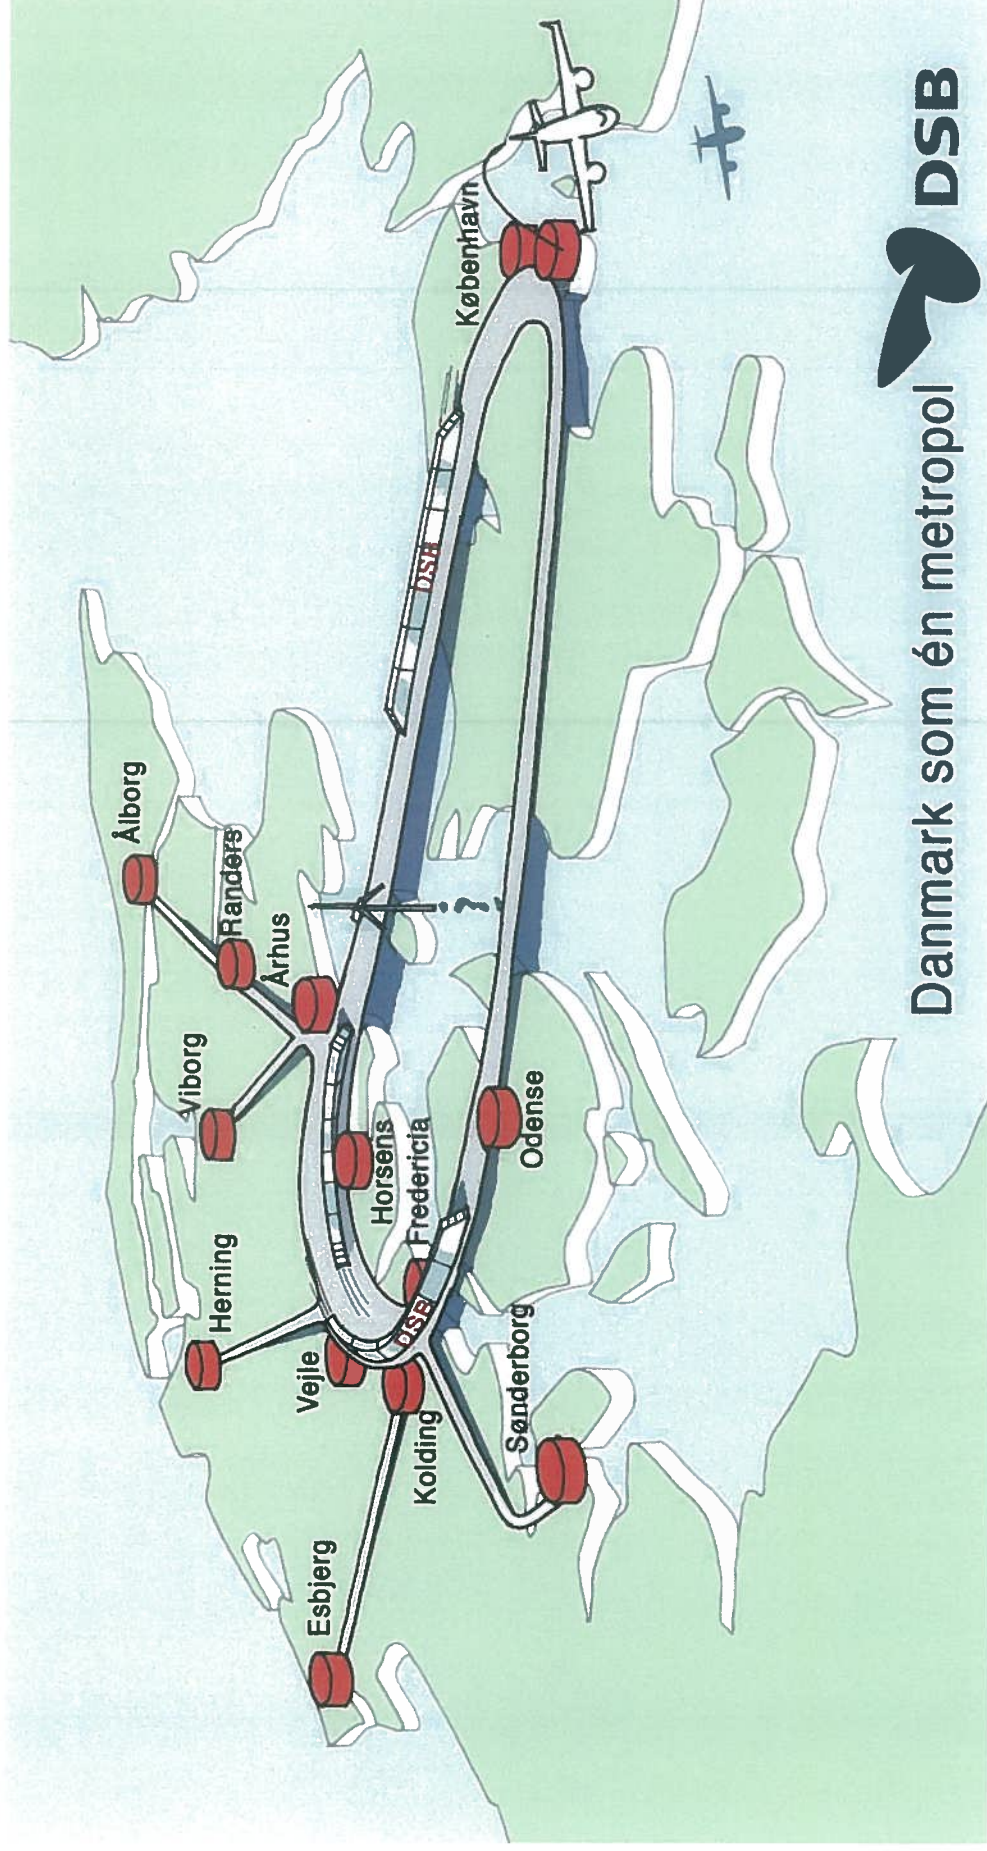 Ålborg
Randers
Århus
Viborg
Herning
Vejle
Horsens
Fredericia
Kolding
Esbjerg
Sønderborg
Odense
København
DSB
DSB
?
Danmark som én metropol
DSB